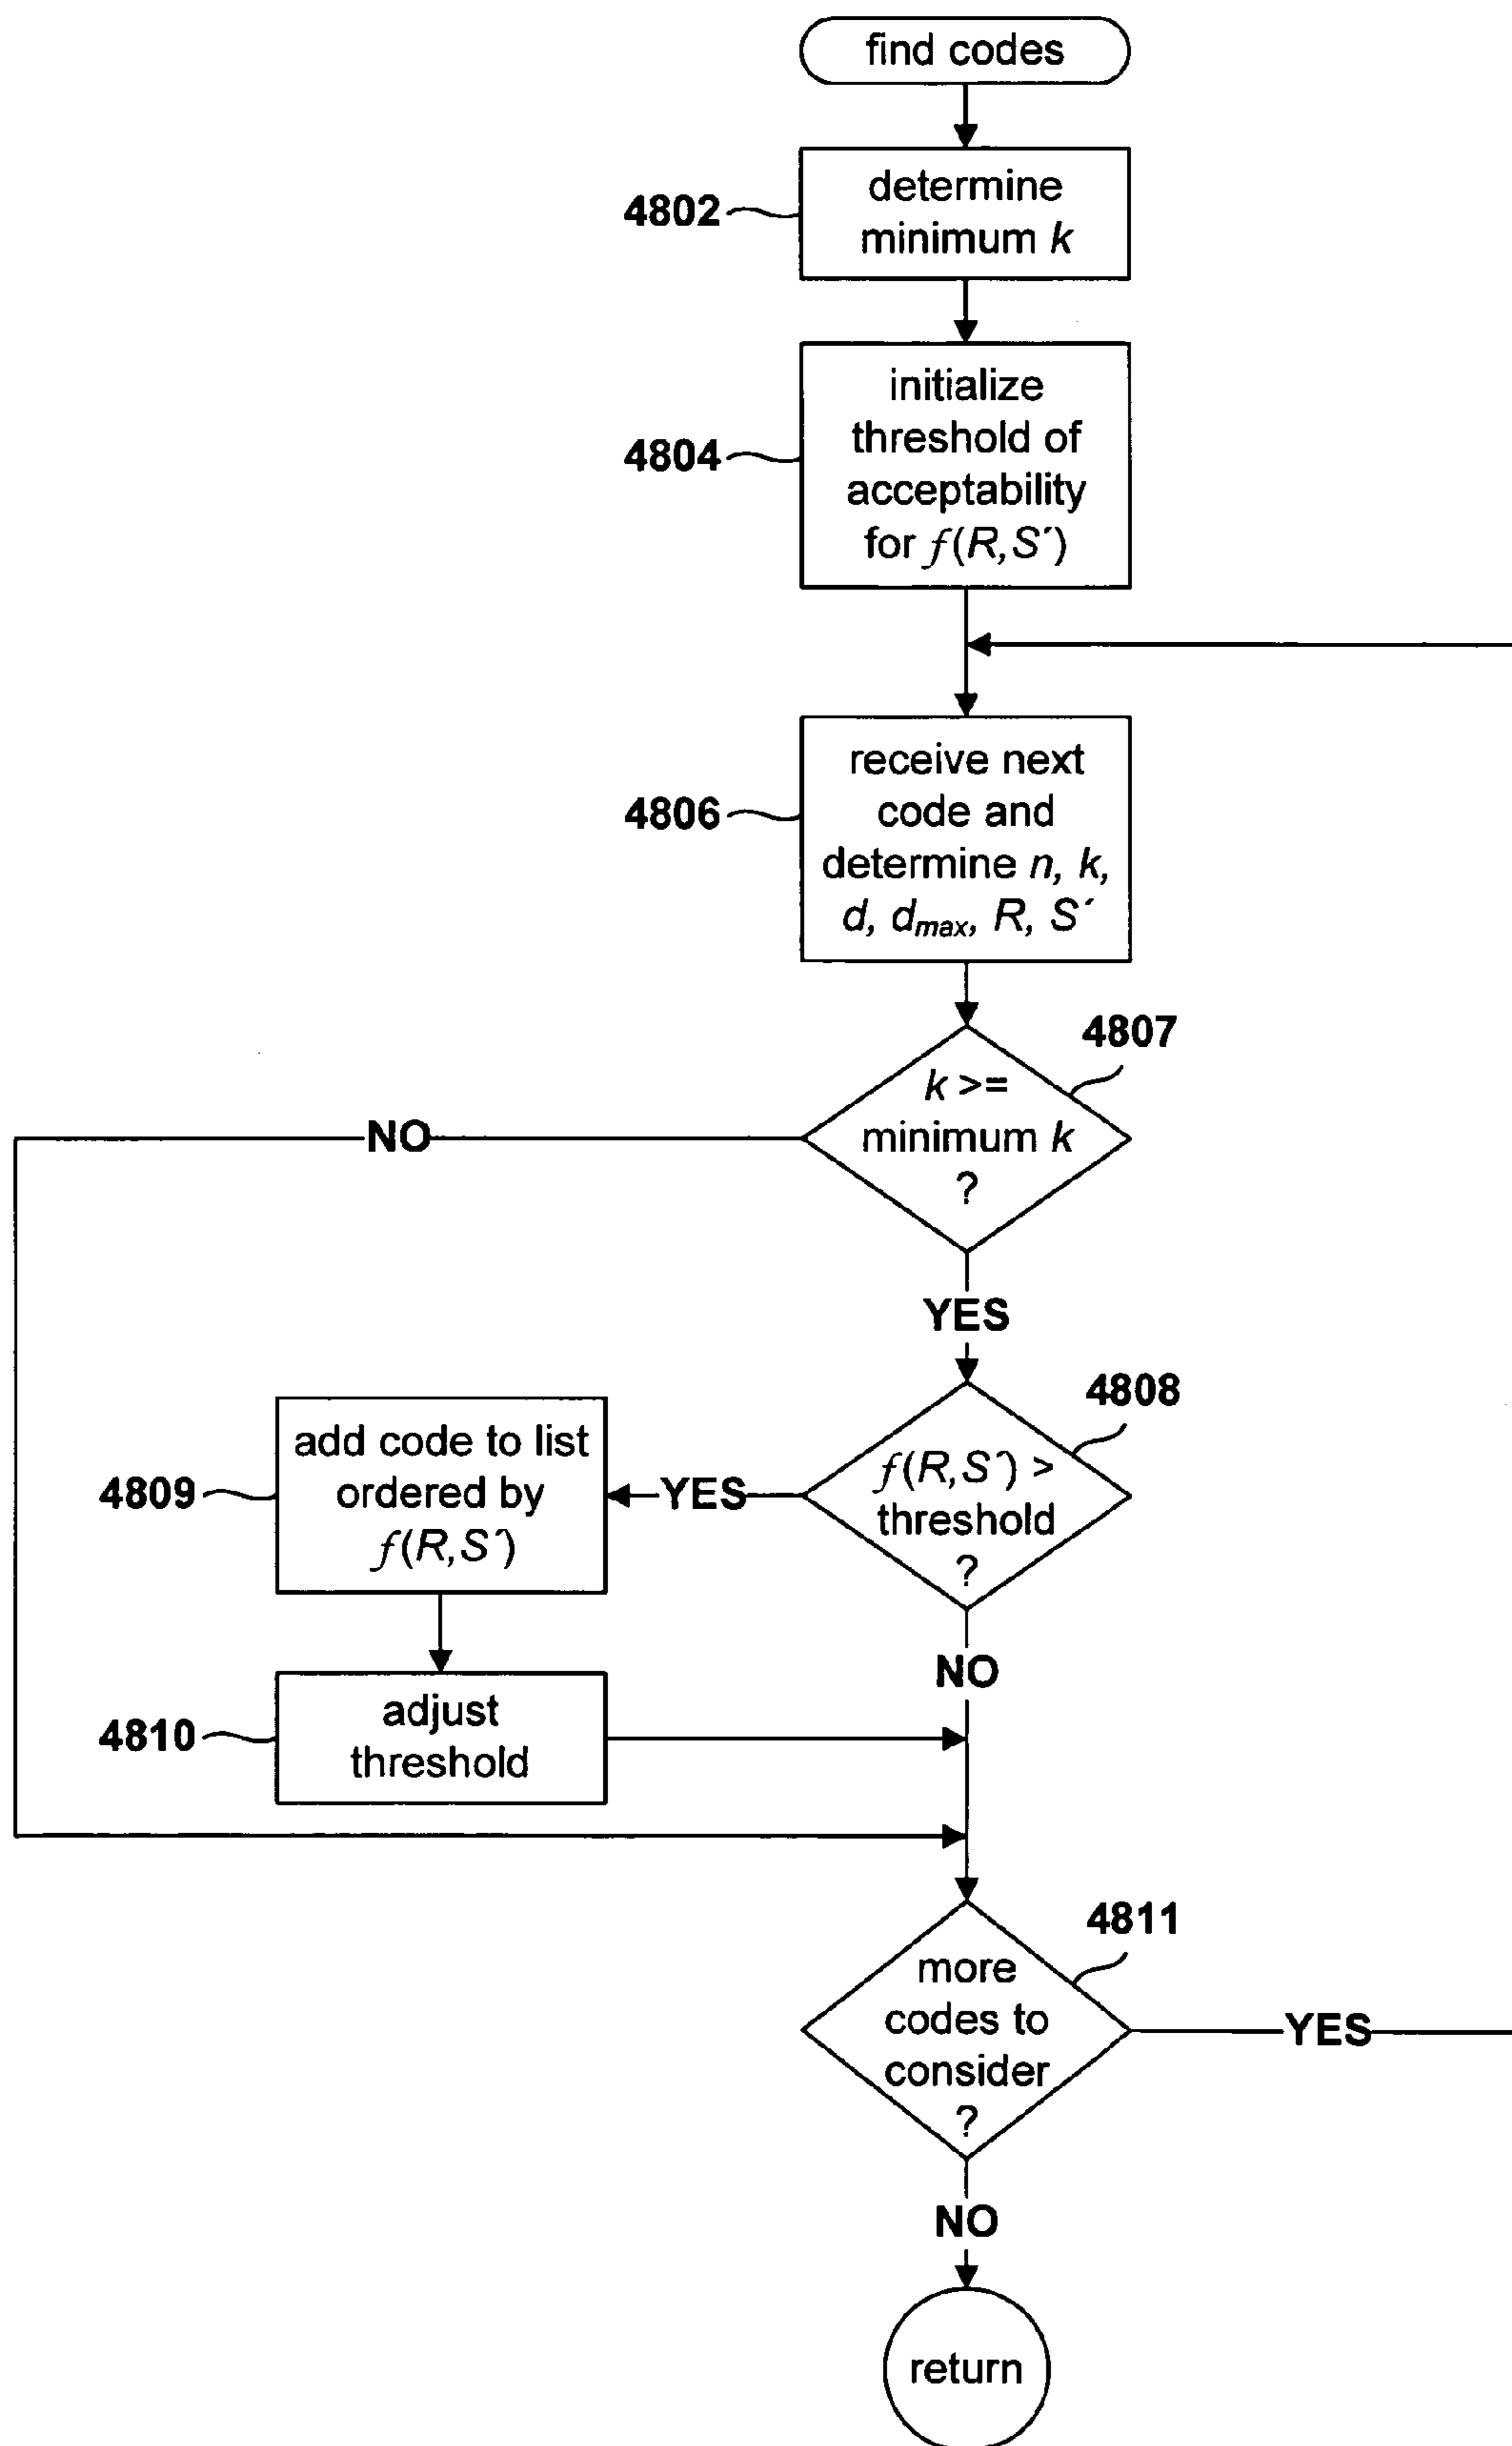 find codes
4802
determine
minimum k
4804
initialize
threshold of
acceptability
for f(R,S´)
4806
receive next
code and
determine n, k,
d, dmax, R, S´
4807
k >=
minimum k
?
NO
YES
4808
f(R,S´) >
threshold
?
YES
4809
add code to list
ordered by
f(R,S´)
NO
4810
adjust
threshold
4811
more
codes to
consider
?
YES
NO
return